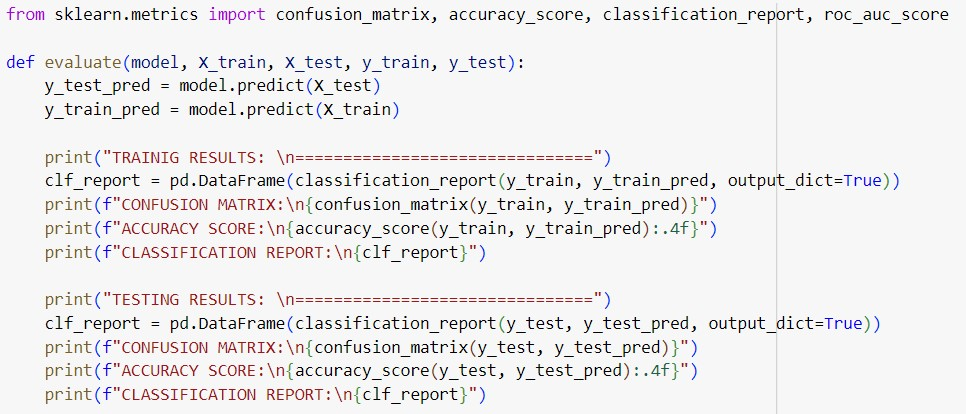 from sklearn.metrics import confusion_matrix, accuracy_score, classification_report, roc_auc_score
def evaluate(model, X_train, X_test, y_train, y_test):
y_test_pred = model.predict(X_test)
y_train_pred = model.predict(X_train)
print("TRAINIG RESULTS: \n===============================")
clf_report = pd.DataFrame(classification_report(y_train, y_train_pred, output_dict=True))
print(f"CONFUSION MATRIX:\n{confusion_matrix(y_train, y_train_pred)}")
print(f"ACCURACY SCORE:\n{accuracy_score(y_train, y_train_pred):.4f}")
print(f"CLASSIFICATION REPORT:\n{clf_report}")
print("TESTING RESULTS: \n===============================")
clf_report = pd.DataFrame(classification_report(y_test, y_test_pred, output_dict=True))
print(f"CONFUSION MATRIX:\n{confusion_matrix(y_test, y_test_pred)}")
print(f"ACCURACY SCORE:\n{accuracy_score(y_test, y_test_pred):.4f}")
print(f"CLASSIFICATION REPORT:\n{clf_report}")